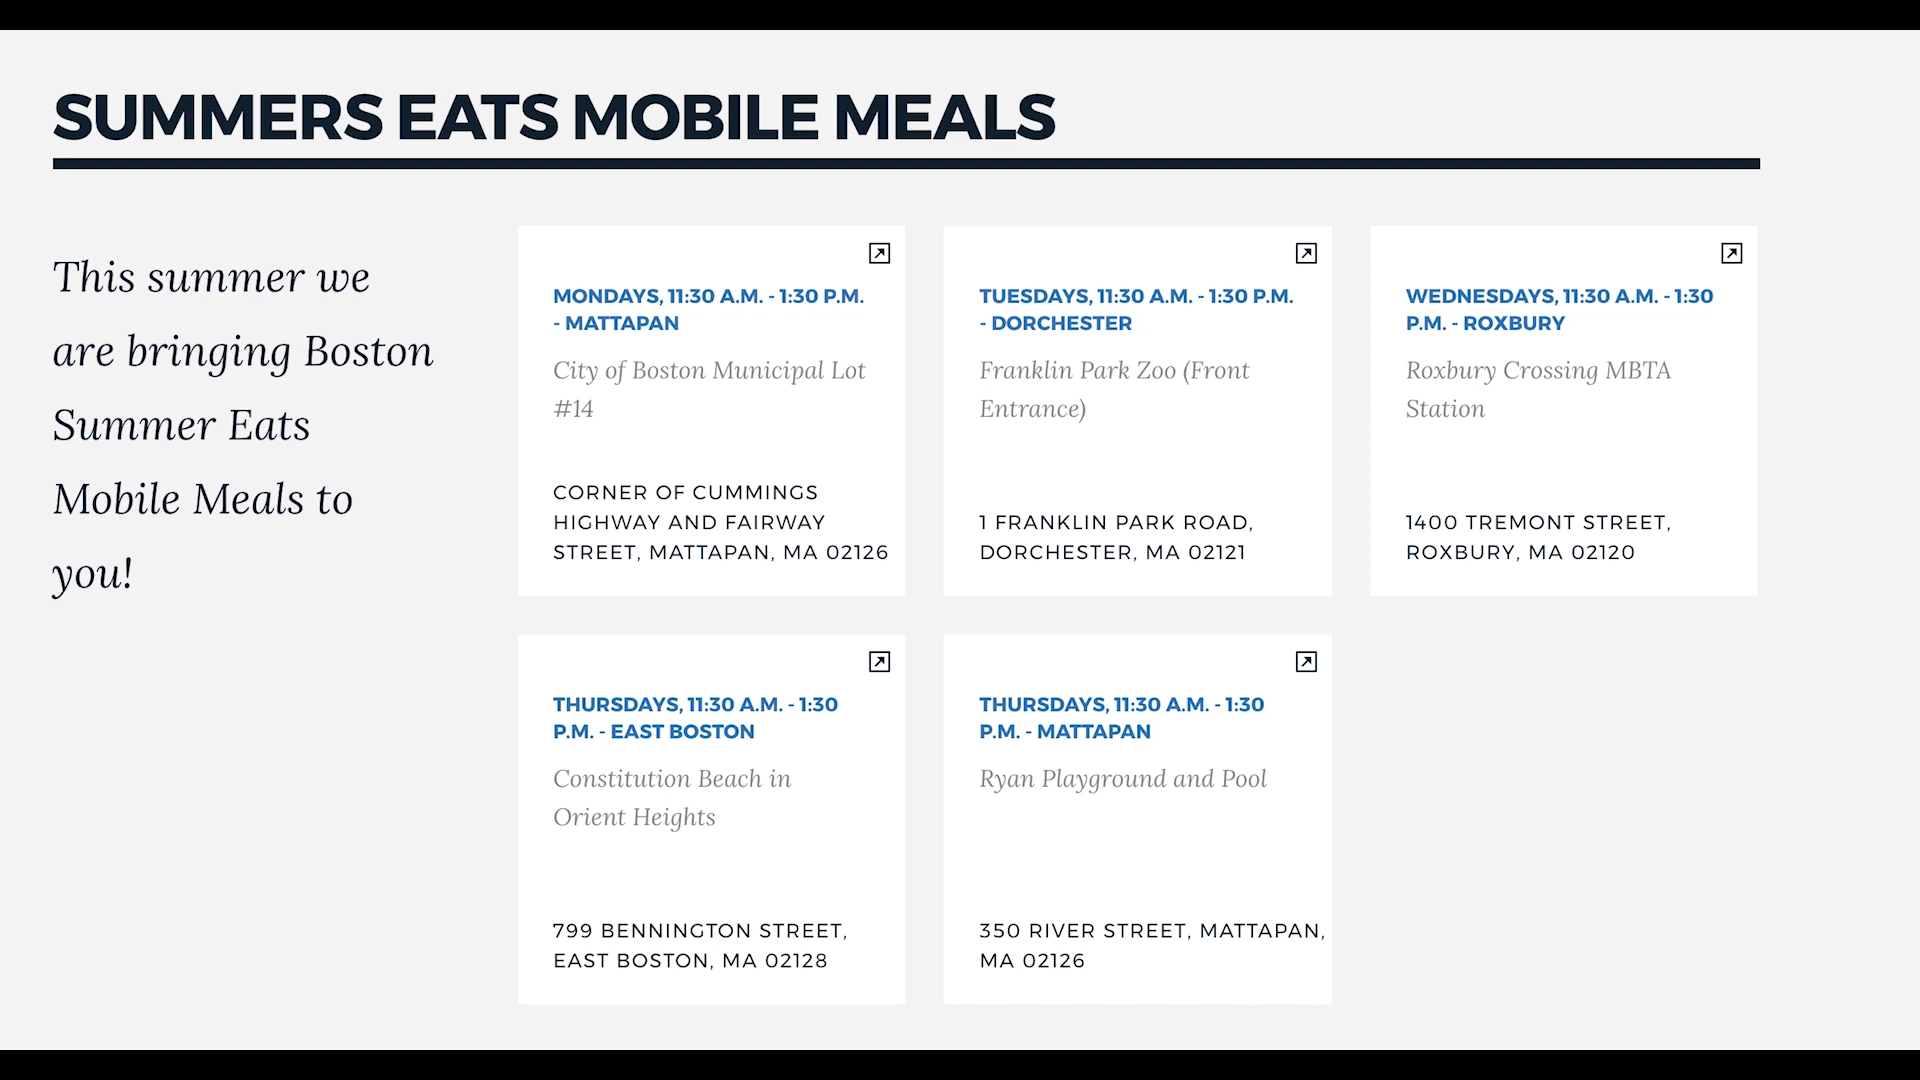 SUMMERS EATS MOBILE MEALS
This summer we
are bringing Boston
Summer Eats
Mobile Meals to
you!
MONDAYS, 11:30 A.M. - 1:30 P.M.
- MATTAPAN
City of Boston Municipal Lot
#14
CORNER OF CUMMINGS
HIGHWAY AND FAIRWAY
STREET, MATTAPAN, MA 02126
TUESDAYS, 11:30 A.M. - 1:30 P.M.
- DORCHESTER
Franklin Park Zoo (Front
Entrance)
1 FRANKLIN PARK ROAD,
DORCHESTER, MA 02121
WEDNESDAYS, 11:30 A.M. - 1:30
P.M. - ROXBURY
Roxbury Crossing MBTA
Station
1400 TREMONT STREET,
ROXBURY, MA 02120
THURSDAYS, 11:30 A.M. - 1:30
P.M. - EAST BOSTON
Constitution Beach in
Orient Heights
799 BENNINGTON STREET,
EAST BOSTON, MA 02128
THURSDAYS, 11:30 A.M. - 1:30
P.M. - MATTAPAN
Ryan Playground and Pool
350 RIVER STREET, MATTAPAN,
MA 02126